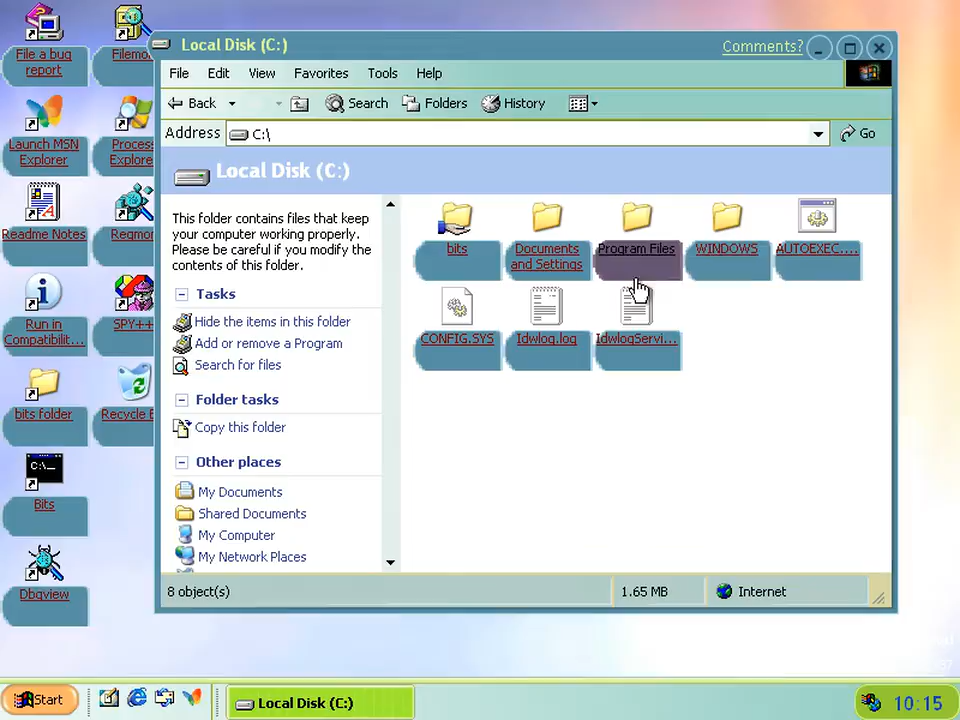 File a bug
report
Filemo
Launch MSN
Explorer
Process
Explore
Readme Notes
Regmon
Run in
Compatibilit...
SPY++
bits folder
Recycle B
Bits
Dbgview
Local Disk (C:)
Comments?
File Edit View Favorites Tools Help
Back Search Folders History
Address C:\ Go
Local Disk (C:)
This folder contains files that keep
your computer working properly.
Please be careful if you modify the
contents of this folder.
Tasks
Hide the items in this folder
Add or remove a Program
Search for files
Folder tasks
Copy this folder
Other places
My Documents
Shared Documents
My Computer
My Network Places
bits
Documents
and Settings
Program Files
WINDOWS
AUTOEXEC....
CONFIG.SYS
Idwlog.log
IdwlogServi...
8 object(s)
1.65 MB
Internet
Start
Local Disk (C:)
10:15